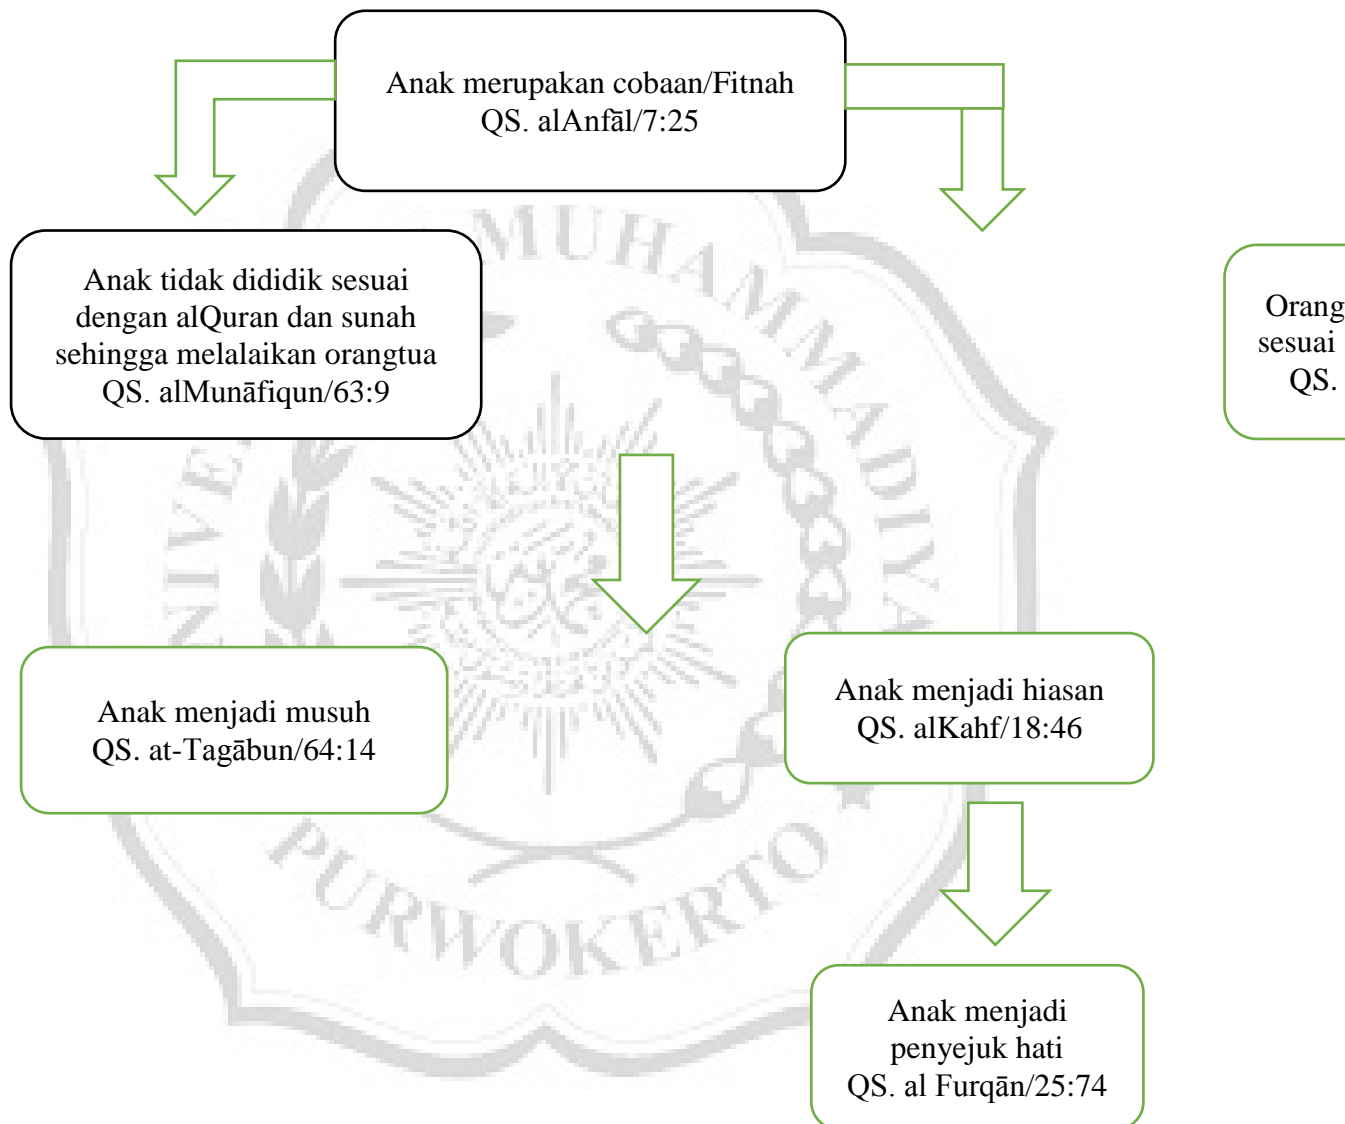 Anak merupakan cobaan/Fitnah
QS. alAnfāl/7:25
Anak tidak dididik sesuai
dengan alQuran dan sunah
sehingga melalaikan orangtua
QS. alMunāfiqun/63:9
Orang
sesuai
QS.
Anak menjadi musuh
QS. at-Tagābun/64:14
Anak menjadi hiasan
QS. alKahf/18:46
Anak menjadi
penyejuk hati
QS. al Furqān/25:74
MUHAMMADIYA
PURWOKERTO